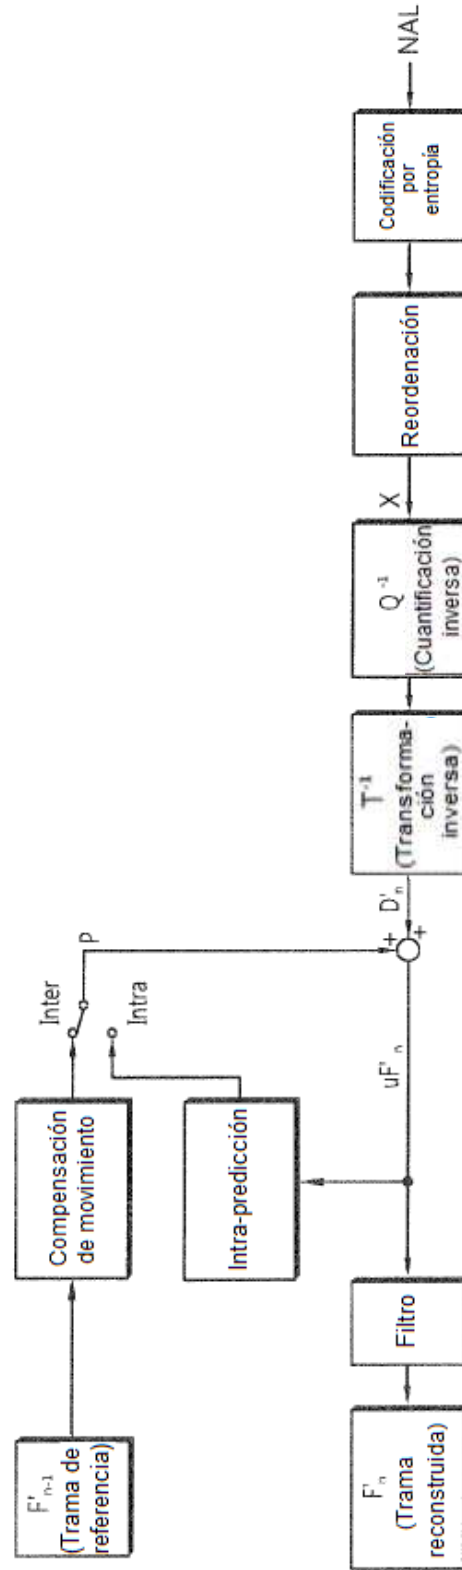 F'n-1
(Trama de
referencia)
Compensación
de movimiento
Inter
P
Intra
Intra-predicción
F'n
(Trama
reconstruida)
Filtro
uF'n
+
+
D'n
T-1
(Transforma-
ción
inversa)
Q-1
(Cuantificación
inversa)
X
Reordenación
Codificación
por
entropía
NAL